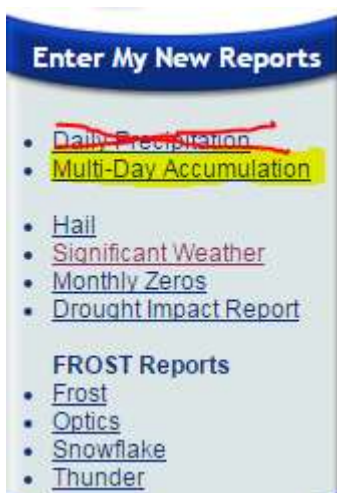 Enter My New Reports
Daily Precipitation
Multi-Day Accumulation
Hail
Significant Weather
Monthly Zeros
Drought Impact Report
FROST Reports
Frost
Optics
Snowflake
Thunder